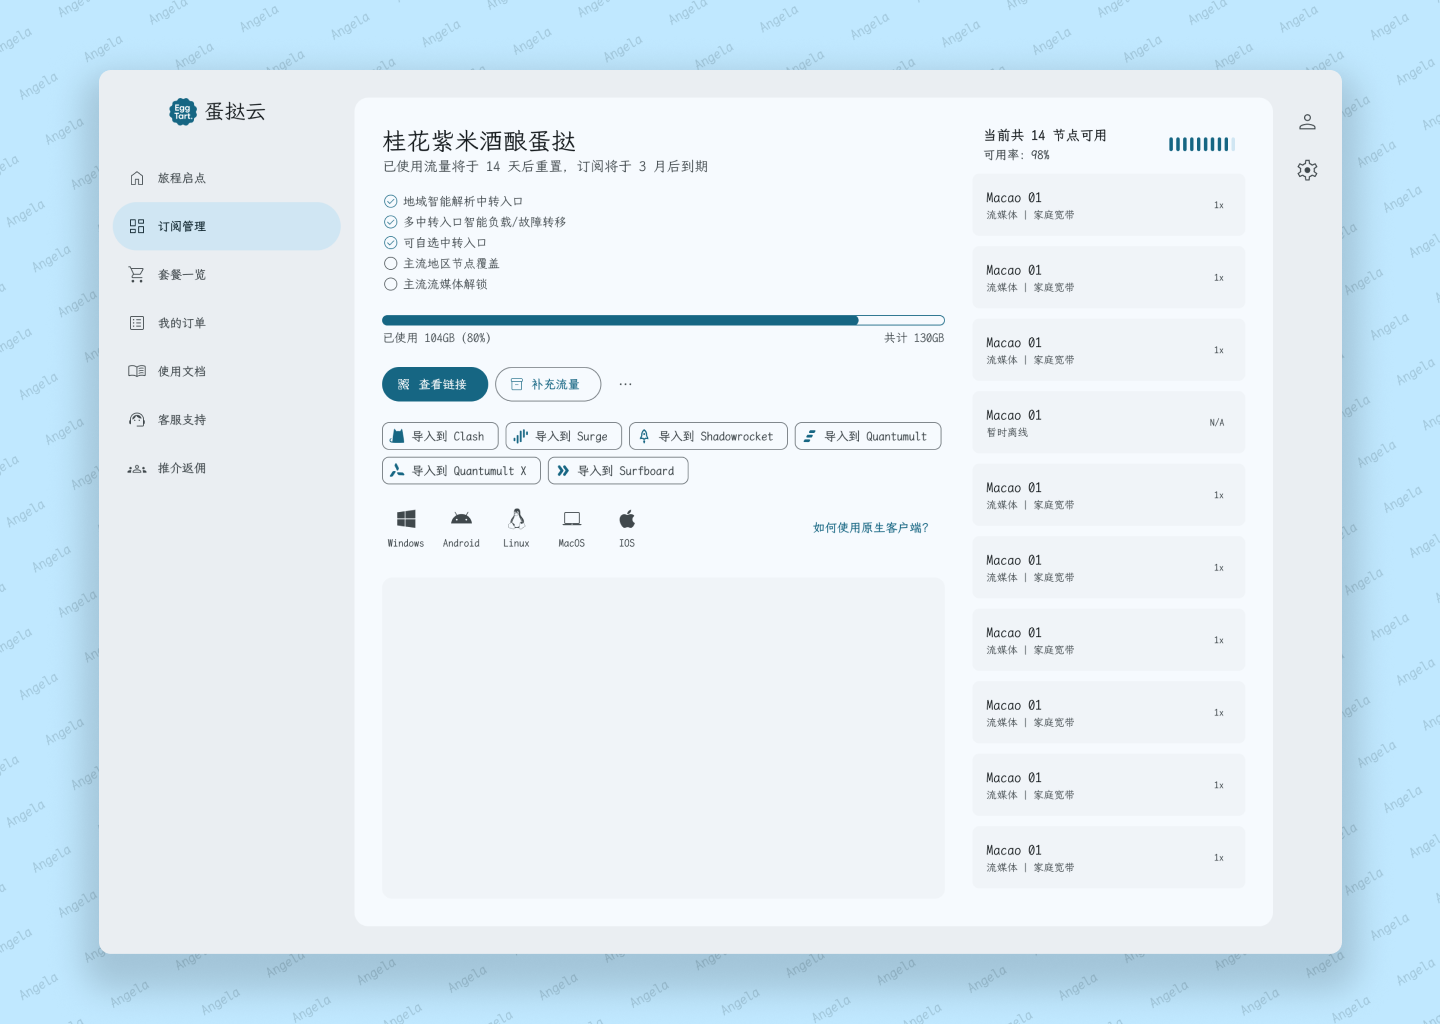 Egg Tart.
蛋挞云
旅程启点
订阅管理
套餐一览
我的订单
使用文档
客服支持
推介返佣
桂花紫米酒酿蛋挞
已使用流量将于 14 天后重置，订阅将于 3 月后到期
地域智能解析中转入口
多中转入口智能负载/故障转移
可自选中转入口
主流地区节点覆盖
主流流媒体解锁
已使用 104GB (80%)
共计 130GB
查看链接
补充流量
···
导入到 Clash
导入到 Surge
导入到 Shadowrocket
导入到 Quantumult
导入到 Quantumult X
导入到 Surfboard
Windows
Android
Linux
MacOS
IOS
如何使用原生客户端?
当前共 14 节点可用
可用率: 98%
Macao 01
流媒体 | 家庭宽带
1x
Macao 01
流媒体 | 家庭宽带
1x
Macao 01
流媒体 | 家庭宽带
1x
Macao 01
暂时离线
N/A
Macao 01
流媒体 | 家庭宽带
1x
Macao 01
流媒体 | 家庭宽带
1x
Macao 01
流媒体 | 家庭宽带
1x
Macao 01
流媒体 | 家庭宽带
1x
Macao 01
流媒体 | 家庭宽带
1x
Macao 01
流媒体 | 家庭宽带
1x
Angela